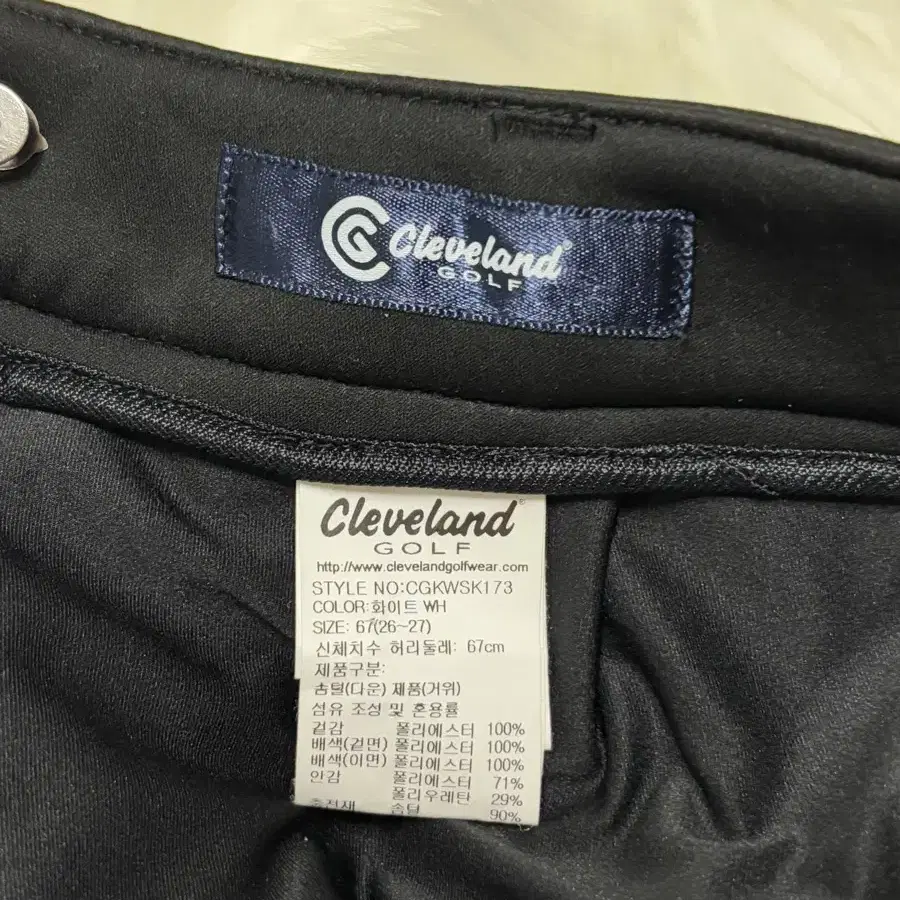 CG Cleveland®
GOLF
Cleveland®
GOLF
http://www.clevelandgolfwear.com
STYLE NO:CGKWSK173
COLOR:화이트 WH
SIZE: 67(26~27)
신체치수 허리둘레: 67cm
제품구분:
솜털(다운) 제품(거위)
섬유 조성 및 혼용률
겉감 폴리에스터 100%
배색(겉면) 폴리에스터 100%
배색(이면) 폴리에스터 100%
안감 폴리에스터 71%
폴리우레탄 29%
충전재 솜털 90%